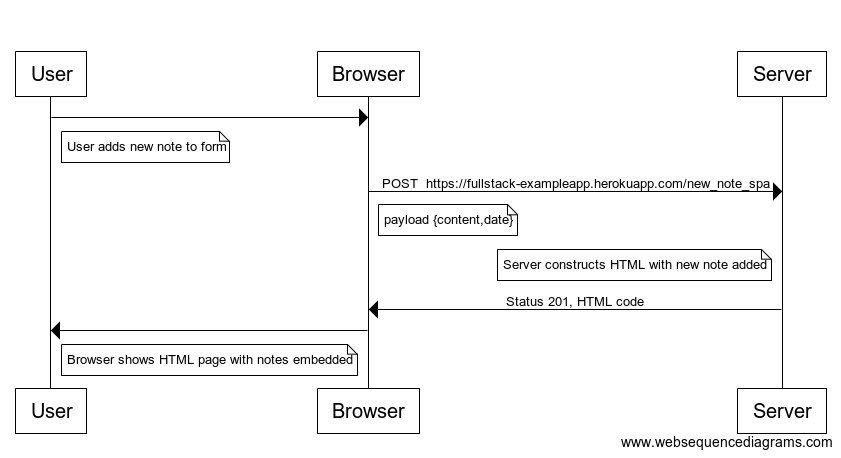 User
Browser
Server
User adds new note to form
POST  https://fullstack-exampleapp.herokuapp.com/new_note_spa
payload {content,date}
Server constructs HTML with new note added
Status 201, HTML code
Browser shows HTML page with notes embedded
User
Browser
Server
www.websequencediagrams.com